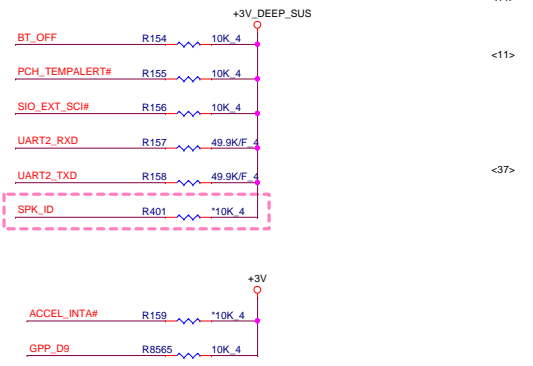 +3V_DEEP_SUS
BT_OFF R154 10K_4
<11>
PCH_TEMPALERT# R155 10K_4
SIO_EXT_SCI# R156 10K_4
UART2_RXD R157 49.9K/F_4
<37>
UART2_TXD R158 49.9K/F_4
SPK_ID R401 *10K_4
+3V
ACCEL_INTA# R159 *10K_4
GPP_D9 R8565 10K_4